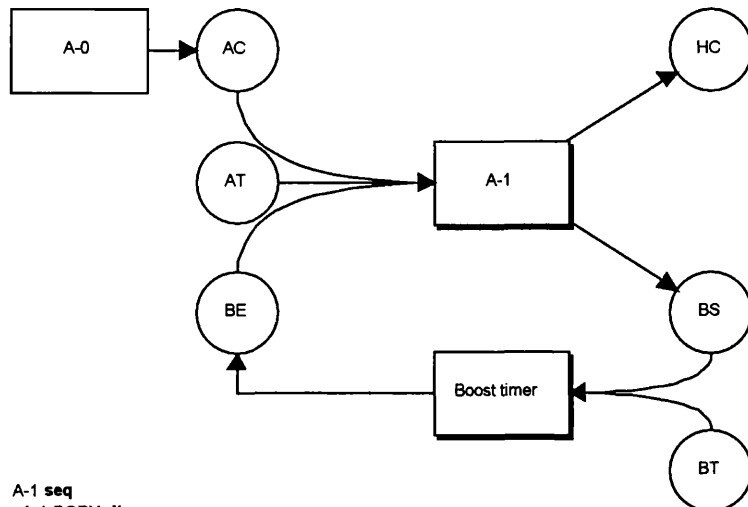 A-0
AC
HC
AT
A-1
BE
BS
Boost timer
BT
A-1 seq